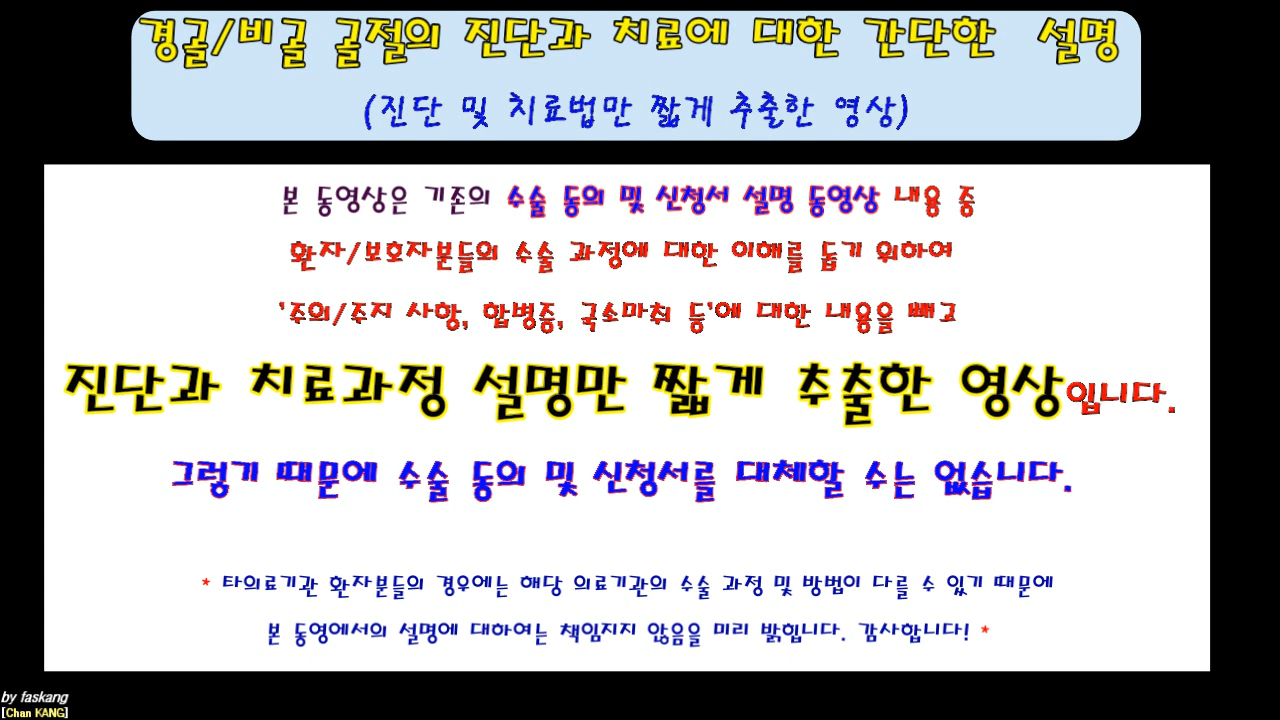 경골/비골 골절의 진단과 치료에 대한 간단한 설명
(진단 및 치료법만 짧게 추출한 영상)
본 동영상은 기존의 수술 동의 및 신청서 설명 동영상 내용 중
환자/보호자분들의 수술 과정에 대한 이해를 돕기 위하여
'주의/주지 사항, 합병증, 국소마취 등'에 대한 내용을 빼고
진단과 치료과정 설명만 짧게 추출한 영상입니다.
그렇기 때문에 수술 동의 및 신청서를 대체할 수는 없습니다.
* 타의료기관 환자분들의 경우에는 해당 의료기관의 수술 과정 및 방법이 다를 수 있기 때문에
본 동영에서의 설명에 대하여는 책임지지 않음을 미리 밝힙니다. 감사합니다! *
by faskang
[Chan KANG]